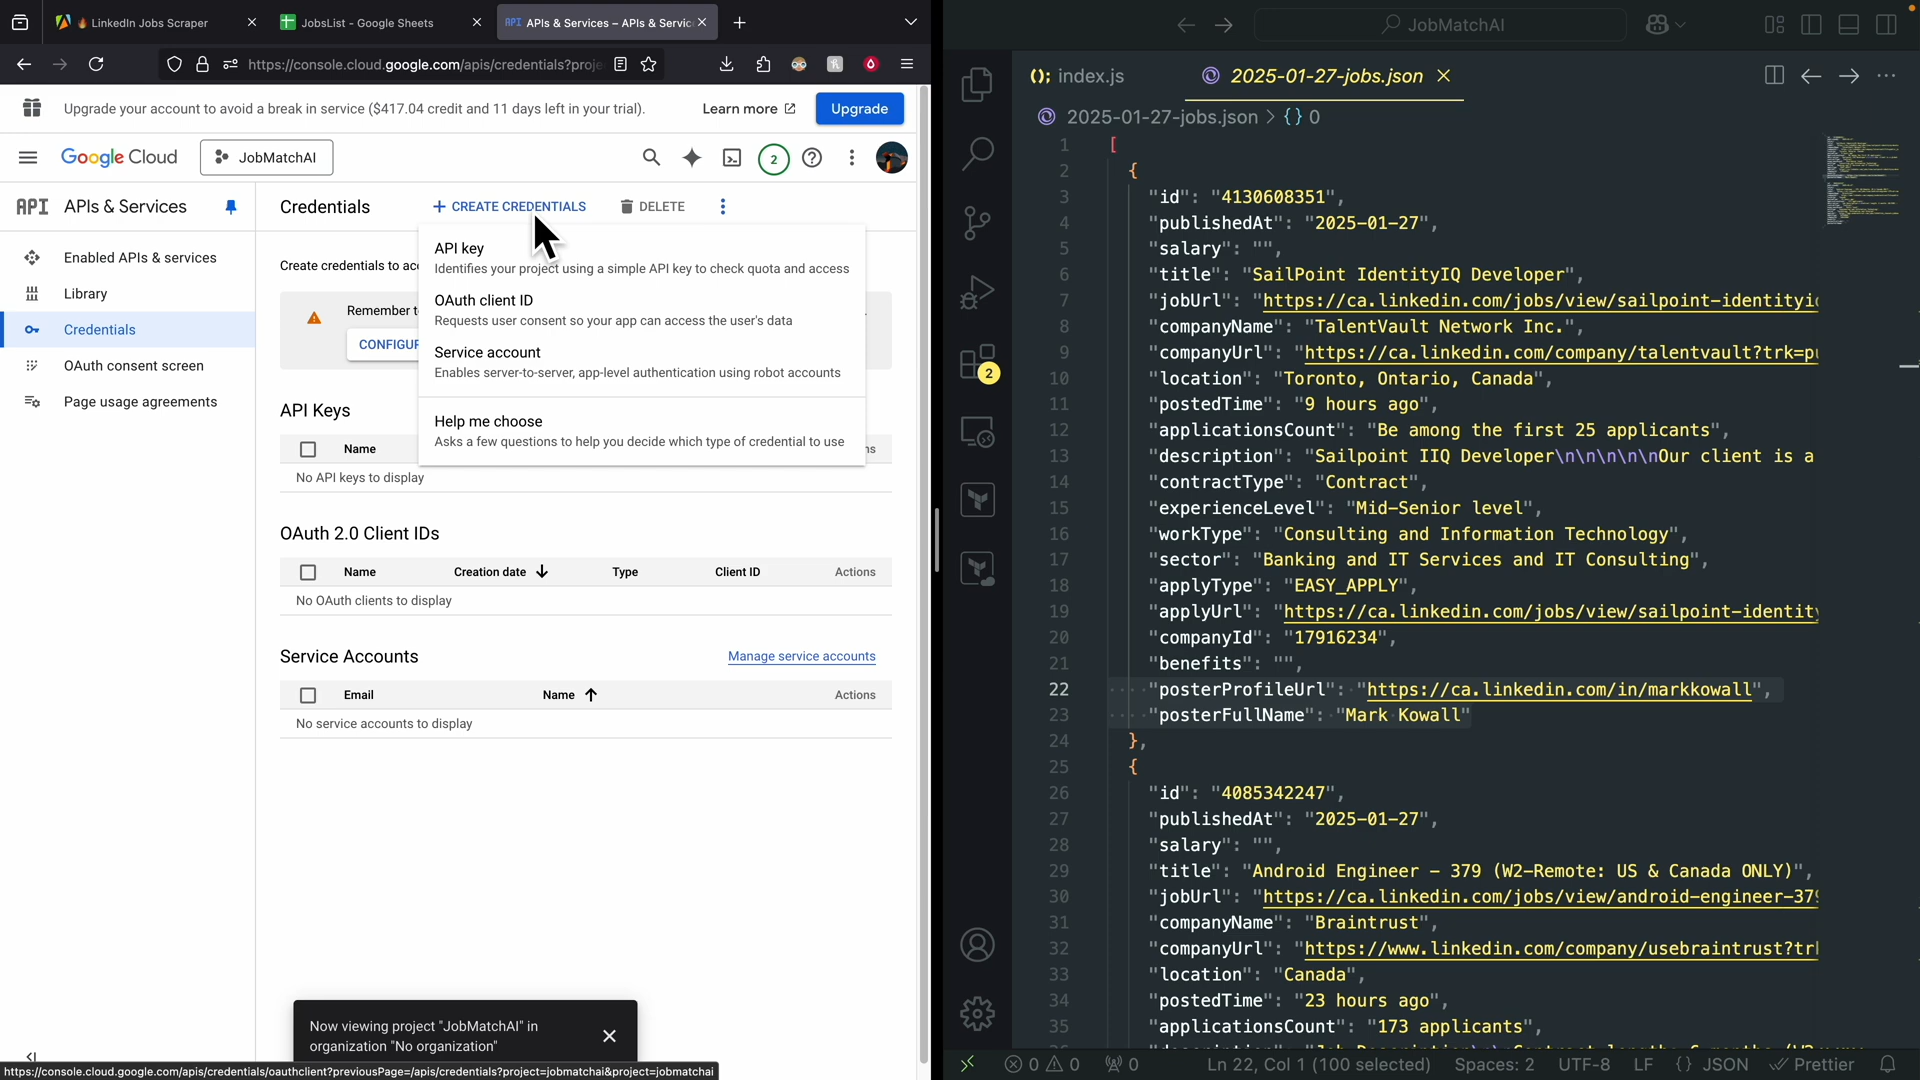 🔥 LinkedIn Jobs Scraper
JobsList - Google Sheets
API APIs & Services – APIs & Servic
https://console.cloud.google.com/apis/credentials?proje
Upgrade your account to avoid a break in service ($417.04 credit and 11 days left in your trial).
Learn more
Upgrade
Google Cloud
JobMatchAI
2
API APIs & Services
Enabled APIs & services
Library
Credentials
OAuth consent screen
Page usage agreements
Credentials
+ CREATE CREDENTIALS
DELETE
Create credentials to acc
Remember t
CONFIGUR
API key
Identifies your project using a simple API key to check quota and access
OAuth client ID
Requests user consent so your app can access the user's data
Service account
Enables server-to-server, app-level authentication using robot accounts
Help me choose
Asks a few questions to help you decide which type of credential to use
API Keys
Name
ns
No API keys to display
OAuth 2.0 Client IDs
Name Creation date Type Client ID Actions
No OAuth clients to display
Service Accounts
Manage service accounts
Email Name Actions
No service accounts to display
Now viewing project "JobMatchAI" in
organization "No organization"
https://console.cloud.google.com/apis/credentials/oauthclient?previousPage=/apis/credentials?project=jobmatchai&project=jobmatchai
JobMatchAI
index.js
2025-01-27-jobs.json
2025-01-27-jobs.json > {} 0
2
1 [
2 {
3 "id": "4130608351",
4 "publishedAt": "2025-01-27",
5 "salary": "",
6 "title": "SailPoint IdentityIQ Developer",
7 "jobUrl": "https://ca.linkedin.com/jobs/view/sailpoint-identityi
8 "companyName": "TalentVault Network Inc.",
9 "companyUrl": "https://ca.linkedin.com/company/talentvault?trk=pu
10 "location": "Toronto, Ontario, Canada",
11 "postedTime": "9 hours ago",
12 "applicationsCount": "Be among the first 25 applicants",
13 "description": "Sailpoint IIQ Developer\n\n\n\n\nOur client is a
14 "contractType": "Contract",
15 "experienceLevel": "Mid-Senior level",
16 "workType": "Consulting and Information Technology",
17 "sector": "Banking and IT Services and IT Consulting",
18 "applyType": "EASY_APPLY",
19 "applyUrl": "https://ca.linkedin.com/jobs/view/sailpoint-identity
20 "companyId": "17916234",
21 "benefits": "",
22 "posterProfileUrl": "https://ca.linkedin.com/in/markkowall",
23 "posterFullName": "Mark Kowall"
24 },
25 {
26 "id": "4085342247",
27 "publishedAt": "2025-01-27",
28 "salary": "",
29 "title": "Android Engineer – 379 (W2-Remote: US & Canada ONLY)",
30 "jobUrl": "https://ca.linkedin.com/jobs/view/android-engineer-379
31 "companyName": "Braintrust",
32 "companyUrl": "https://www.linkedin.com/company/usebraintrust?trk
33 "location": "Canada",
34 "postedTime": "23 hours ago",
35 "applicationsCount": "173 applicants",
0 0 0
Ln 22, Col 1 (100 selected) Spaces: 2 UTF-8 LF {} JSON Prettier